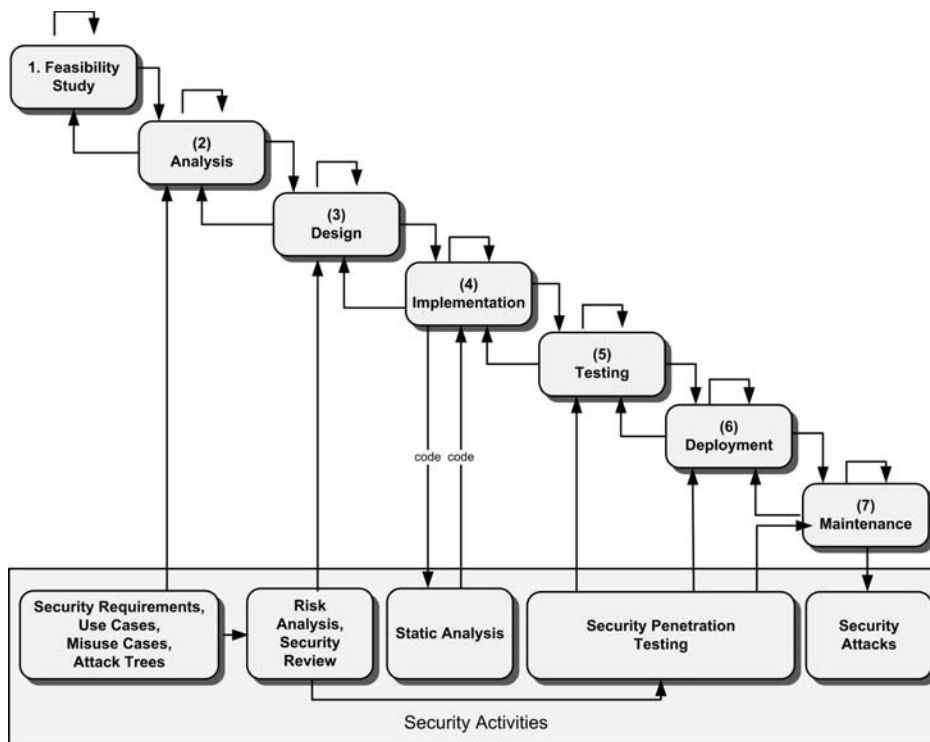 1. Feasibility
Study
(2)
Analysis
(3)
Design
(4)
Implementation
(5)
Testing
(6)
Deployment
(7)
Maintenance
code
code
Security Requirements,
Use Cases,
Misuse Cases,
Attack Trees
Risk
Analysis,
Security
Review
Static Analysis
Security Penetration
Testing
Security
Attacks
Security Activities